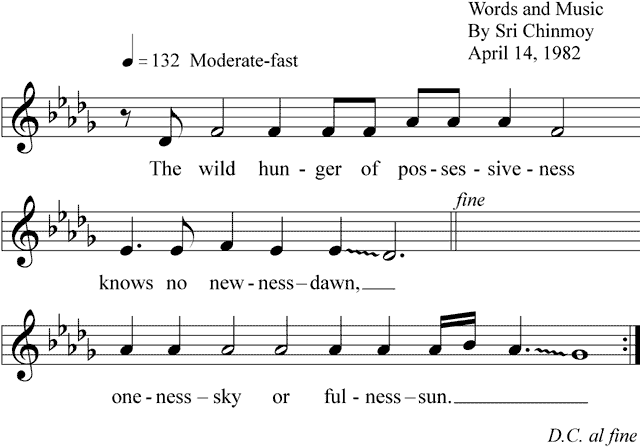 Words and Music
By Sri Chinmoy
April 14, 1982
= 132 Moderate-fast
The wild hun - ger of pos - ses - sive - ness
fine
knows no new - ness – dawn, ___
one - ness – sky or ful - ness – sun. ___
D.C. al fine